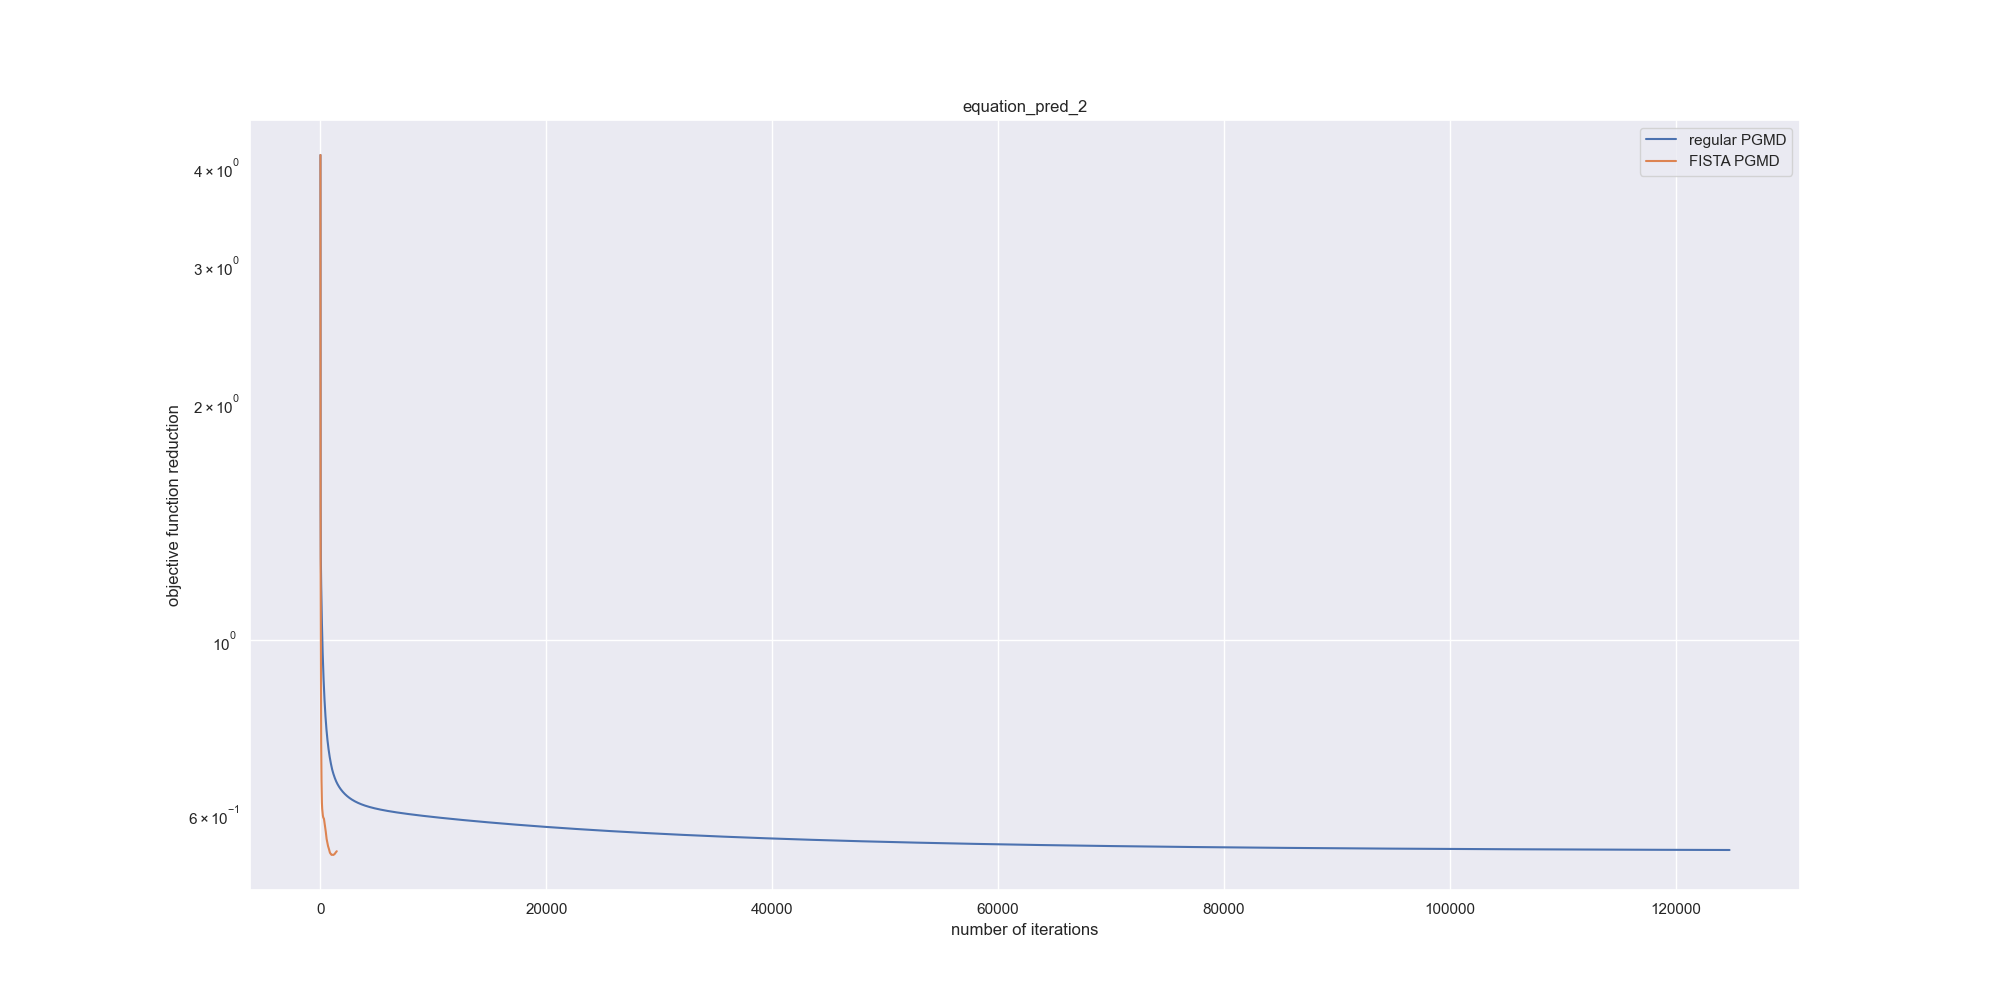 equation_pred_2
regular PGMD
FISTA PGMD
4 × 10⁰
3 × 10⁰
2 × 10⁰
10⁰
6 × 10⁻¹
objective function reduction
0 20000 40000 60000 80000 100000 120000
number of iterations